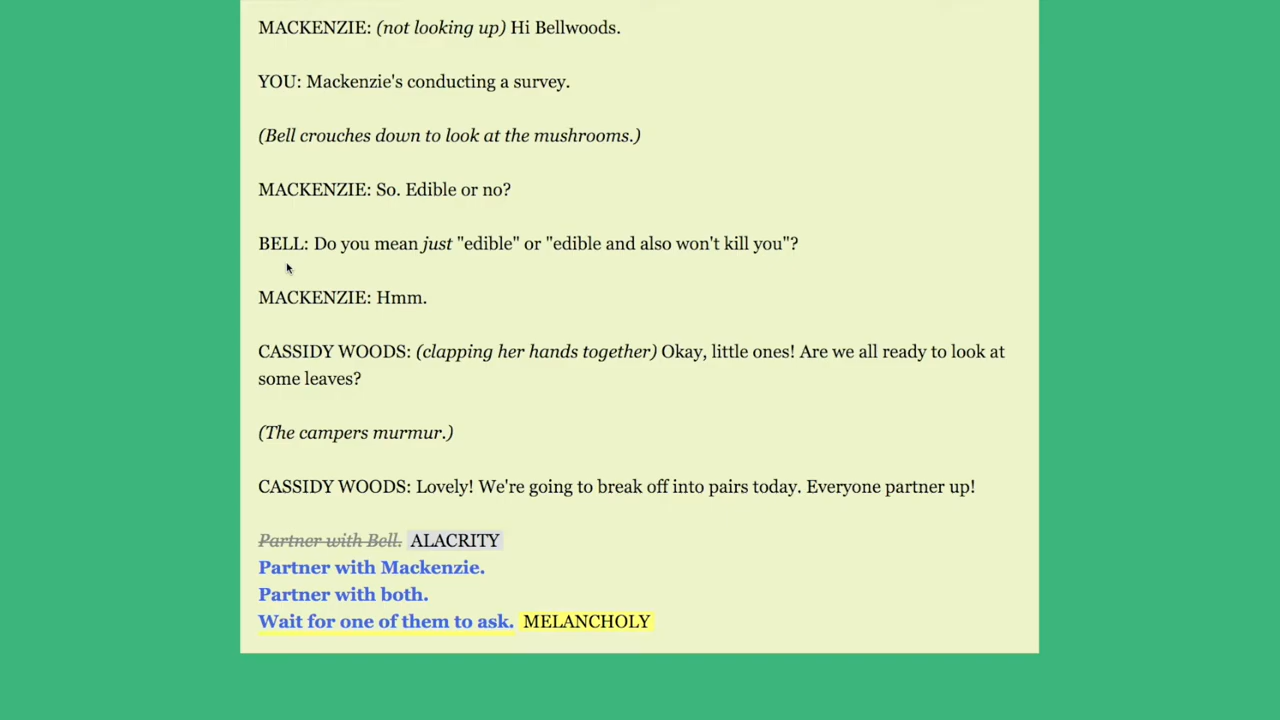 MACKENZIE: (not looking up) Hi Bellwoods.
YOU: Mackenzie's conducting a survey.
(Bell crouches down to look at the mushrooms.)
MACKENZIE: So. Edible or no?
BELL: Do you mean just "edible" or "edible and also won't kill you"?
MACKENZIE: Hmm.
CASSIDY WOODS: (clapping her hands together) Okay, little ones! Are we all ready to look at
some leaves?
(The campers murmur.)
CASSIDY WOODS: Lovely! We're going to break off into pairs today. Everyone partner up!
Partner with Bell. ALACRITY
Partner with Mackenzie.
Partner with both.
Wait for one of them to ask. MELANCHOLY